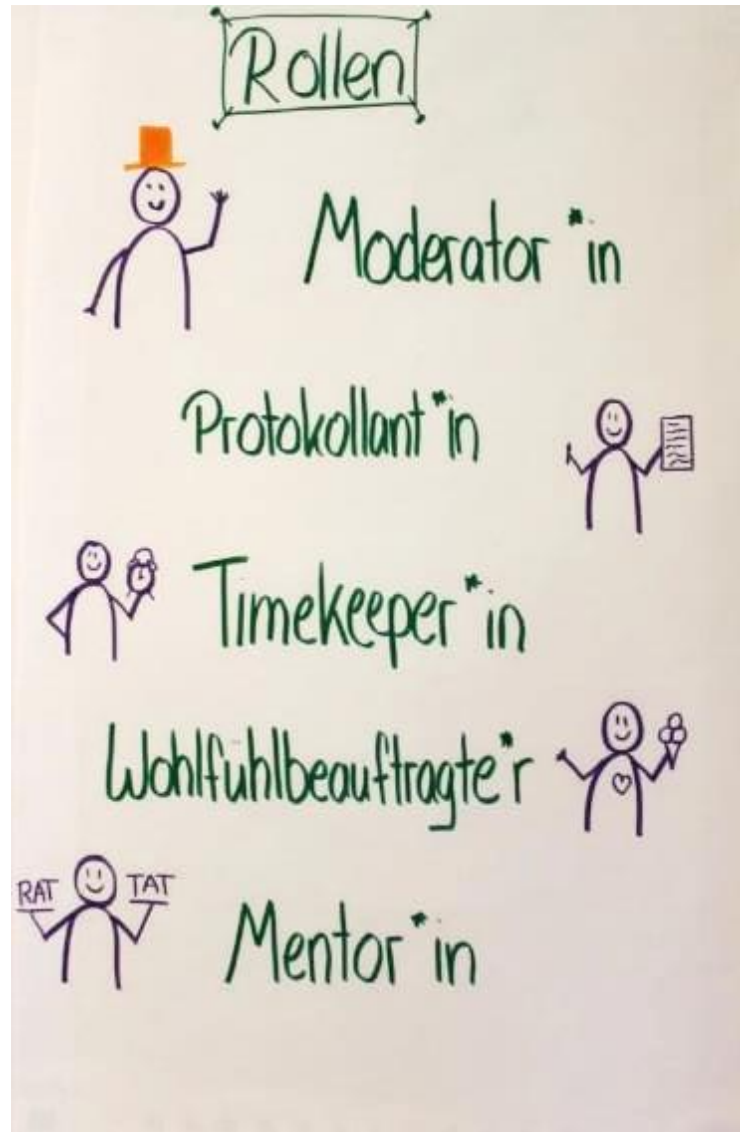 Rollen
Moderator*in
Protokollant*in
Timekeeper*in
Wohlfühlbeauftragte*r
RAT TAT
Mentor*in